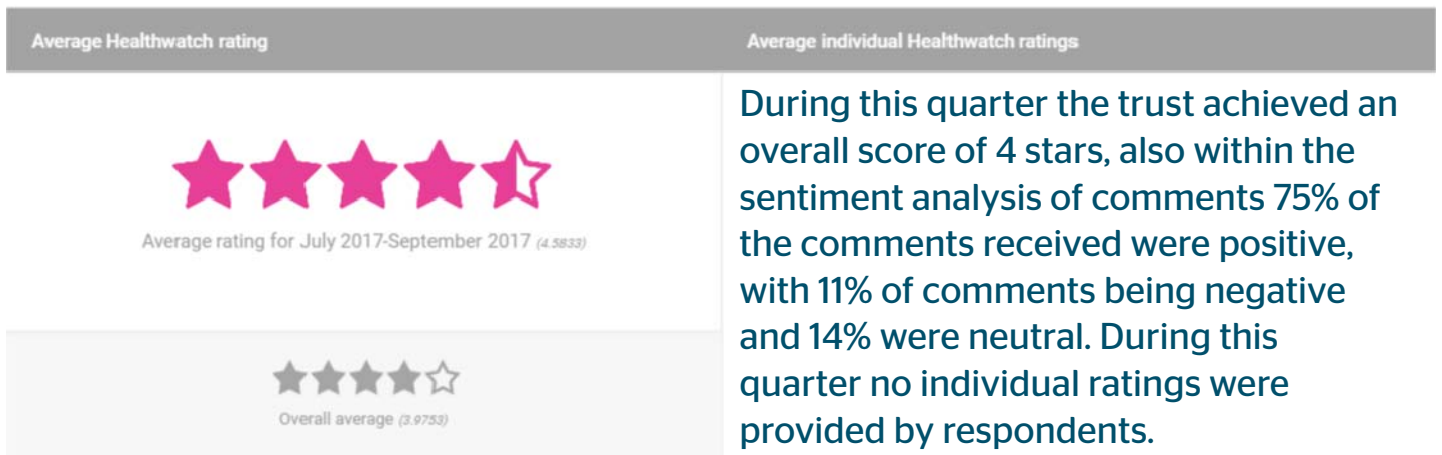 Average Healthwatch rating
Average individual Healthwatch ratings
Average rating for July 2017-September 2017 (4.5833)
Overall average (3.9753)
During this quarter the trust achieved an
overall score of 4 stars, also within the
sentiment analysis of comments 75% of
the comments received were positive,
with 11% of comments being negative
and 14% were neutral. During this
quarter no individual ratings were
provided by respondents.